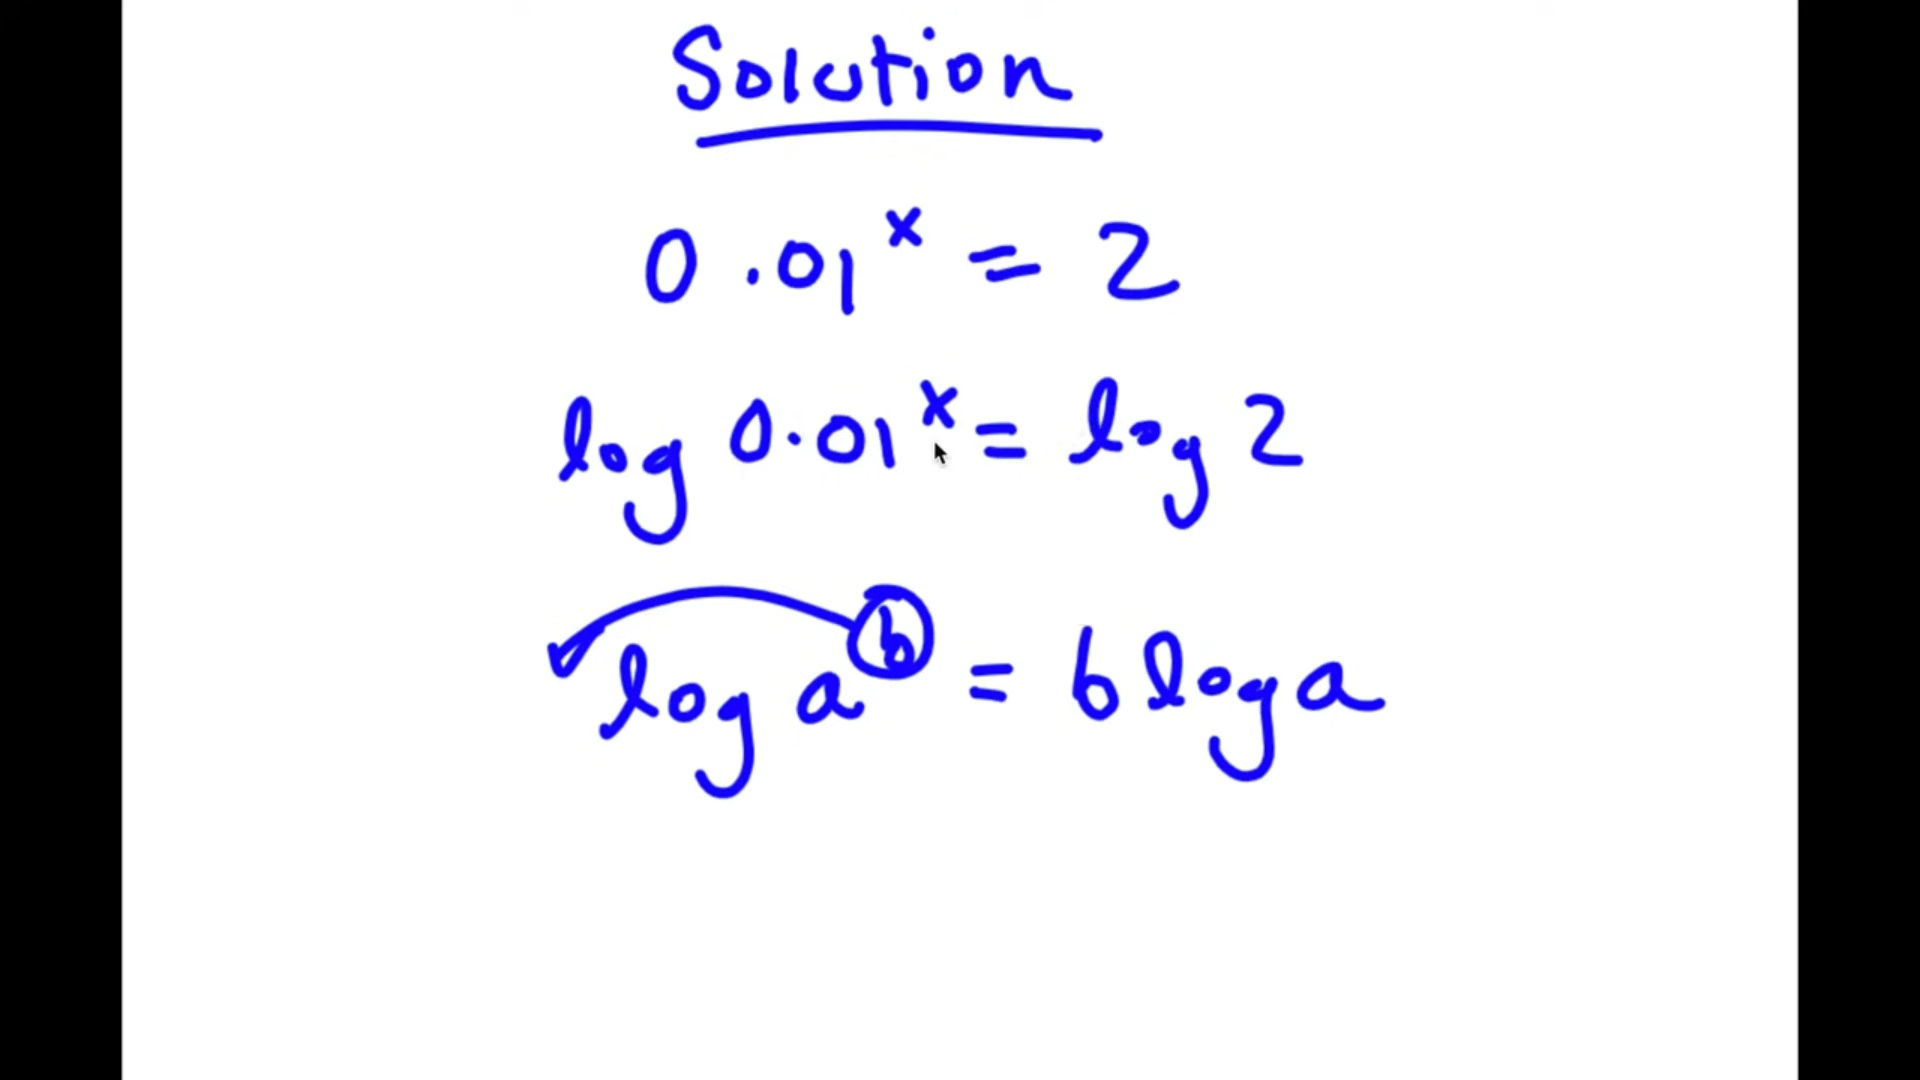 Solution
0.01^x = 2
log 0.01^x = log 2
log a^b = b log a